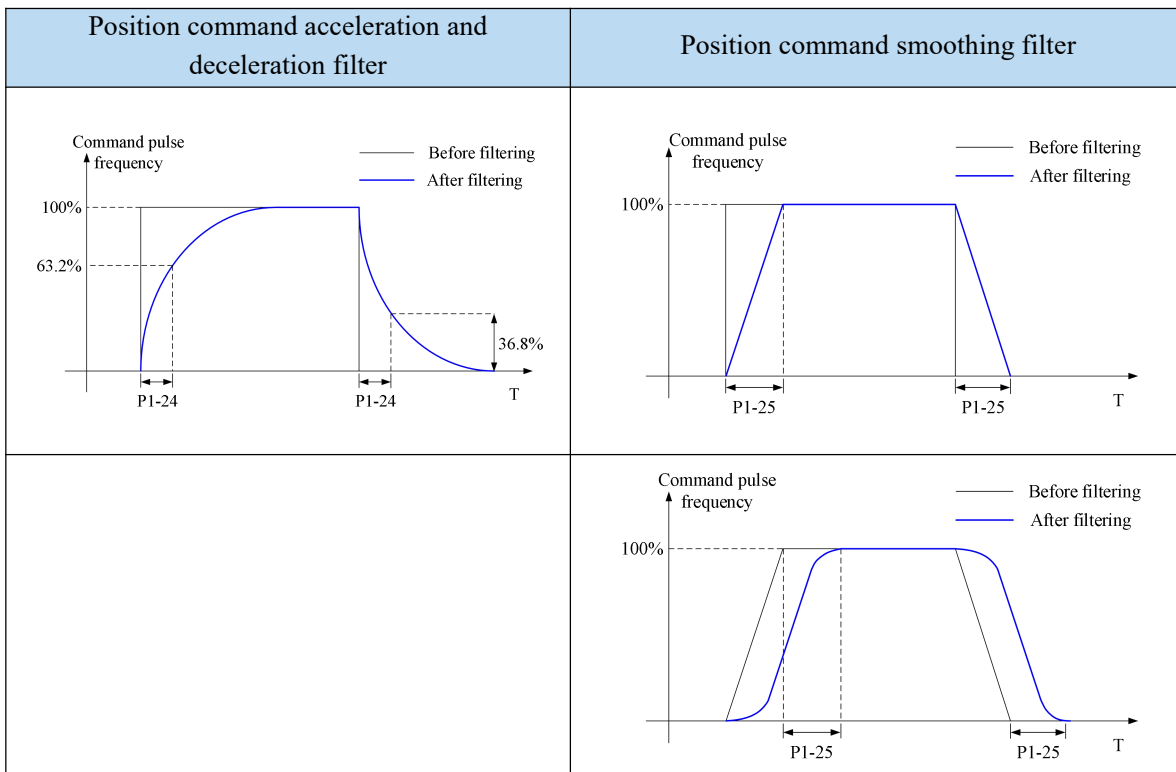 Position command acceleration and
deceleration filter
Position command smoothing filter
Command pulse
frequency
Before filtering
After filtering
100%
63.2%
36.8%
P1-24
P1-24
T
Command pulse
frequency
Before filtering
After filtering
100%
P1-25
P1-25
T
Command pulse
frequency
Before filtering
After filtering
100%
P1-25
P1-25
T